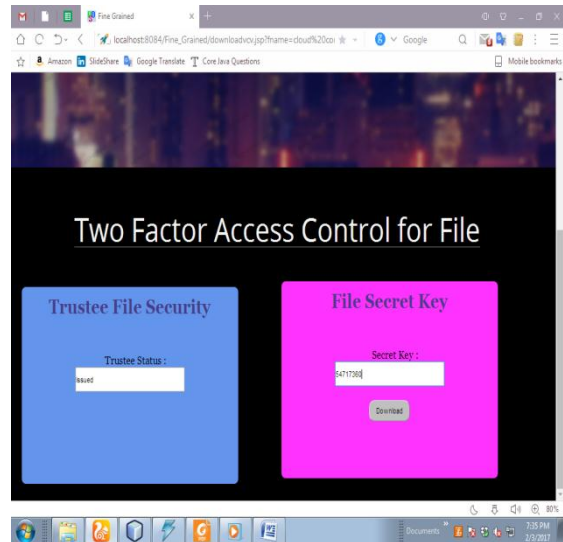 Fine Grained
localhost:8084/Fine_Grained/downloadvcv.jsp?fname=cloud%20co
Google
Amazon SlideShare Google Translate Core Java Questions
Mobile bookmarks
Two Factor Access Control for File
Trustee File Security
Trustee Status :
issued
File Secret Key
Secret Key :
54717360
Download
80%
Documents
7:35 PM
2/3/2017